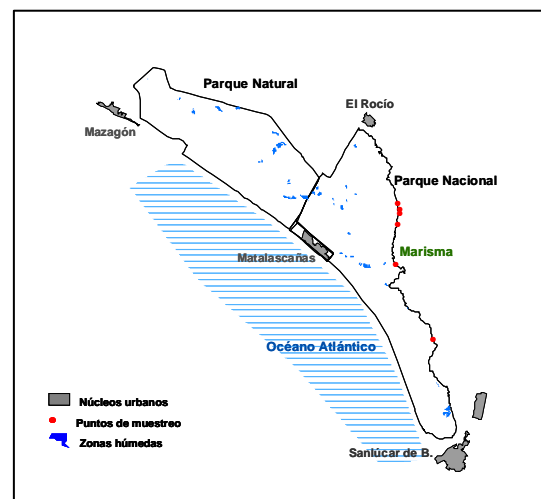 Parque Natural
El Rocío
Mazagón
Parque Nacional
Marisma
Matalascañas
Océano Atlántico
Núcleos urbanos
Puntos de muestreo
Zonas húmedas
Sanlúcar de B.